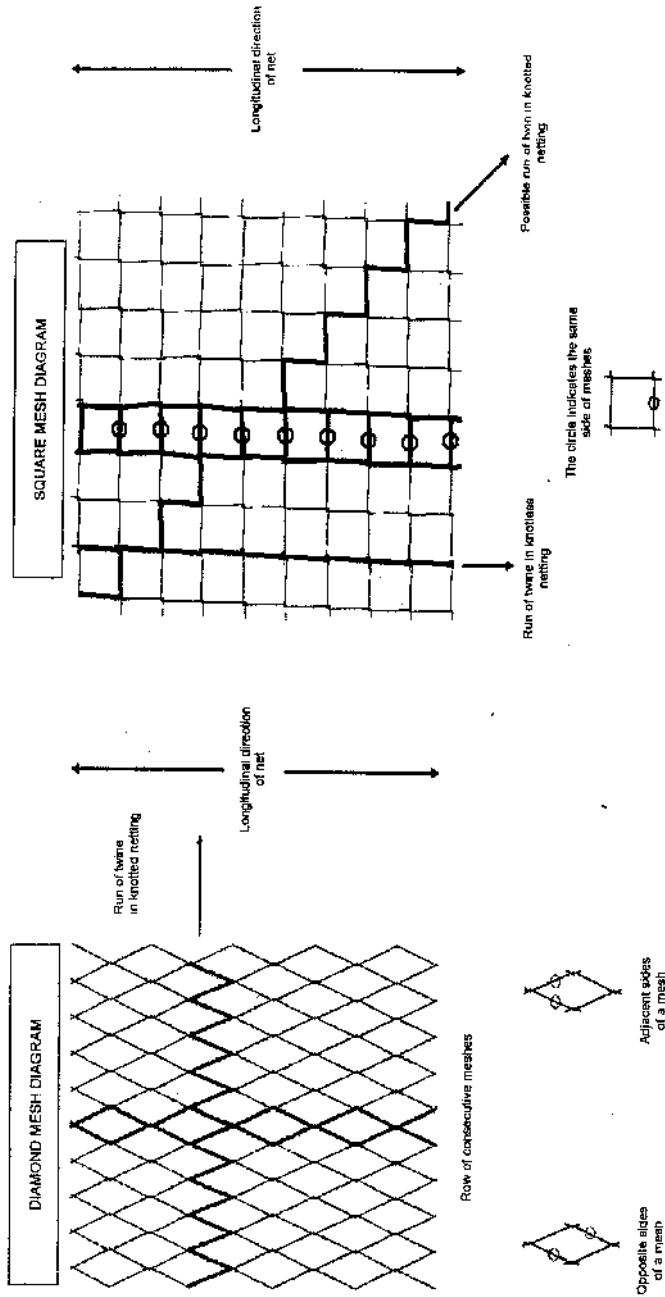 DIAMOND MESH DIAGRAM
Run of twine
in knotted netting
Longitudinal direction
of net
Row of consecutive meshes
Opposite sides
of a mesh
Adjacent sides
of a mesh
SQUARE MESH DIAGRAM
Longitudinal direction
of net
Run of twine in knotless
netting
Possible run of twine in knotted
netting
The circle indicates the same
side of meshes